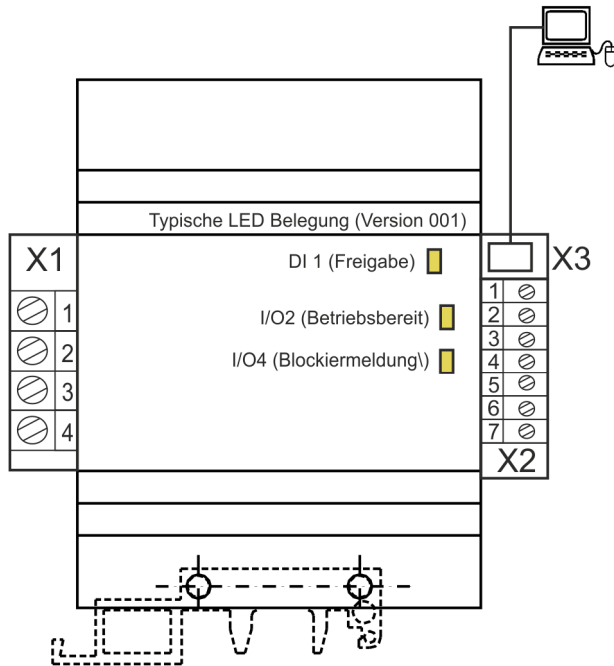 Typische LED Belegung (Version 001)
X1
DI 1 (Freigabe)
X3
1
2
3
4
I/O2 (Betriebsbereit)
I/O4 (Blockiermeldung\)
1
2
3
4
5
6
7
X2